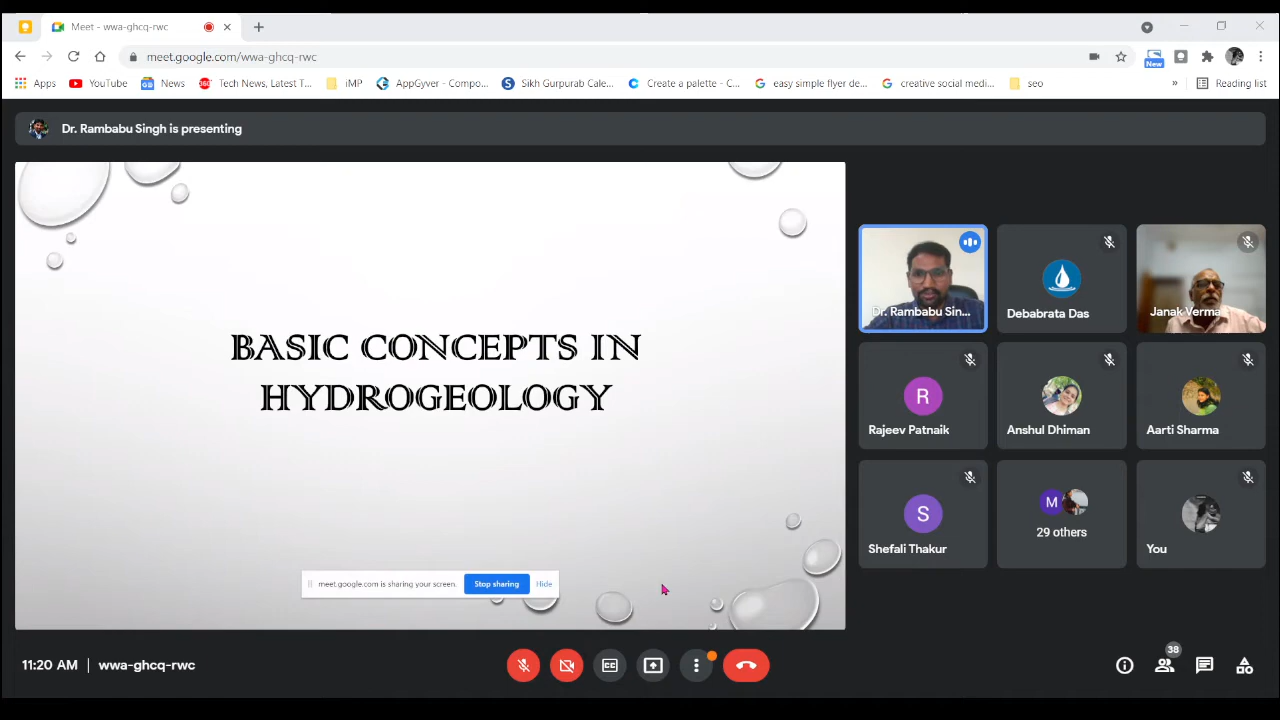 Meet - wwa-ghcq-rwc
meet.google.com/wwa-ghcq-rwc
New
Apps
YouTube
News
360°
Tech News, Latest T...
iMP
AppGyver - Compo...
S
Sikh Gurpurab Cale...
Create a palette - C...
easy simple flyer de...
creative social medi...
seo
»
Reading list
Dr. Rambabu Singh is presenting
BASIC CONCEPTS IN
HYDROGEOLOGY
meet.google.com is sharing your screen.
Stop sharing
Hide
Dr. Rambabu Sin...
Debabrata Das
Janak Verma
R
Rajeev Patnaik
Anshul Dhiman
Aarti Sharma
S
Shefali Thakur
M
29 others
You
11:20 AM | wwa-ghcq-rwc
CC
38